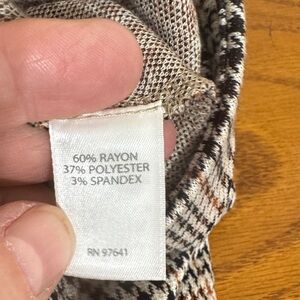 60% RAYON
37% POLYESTER
3% SPANDEX
RN 97641